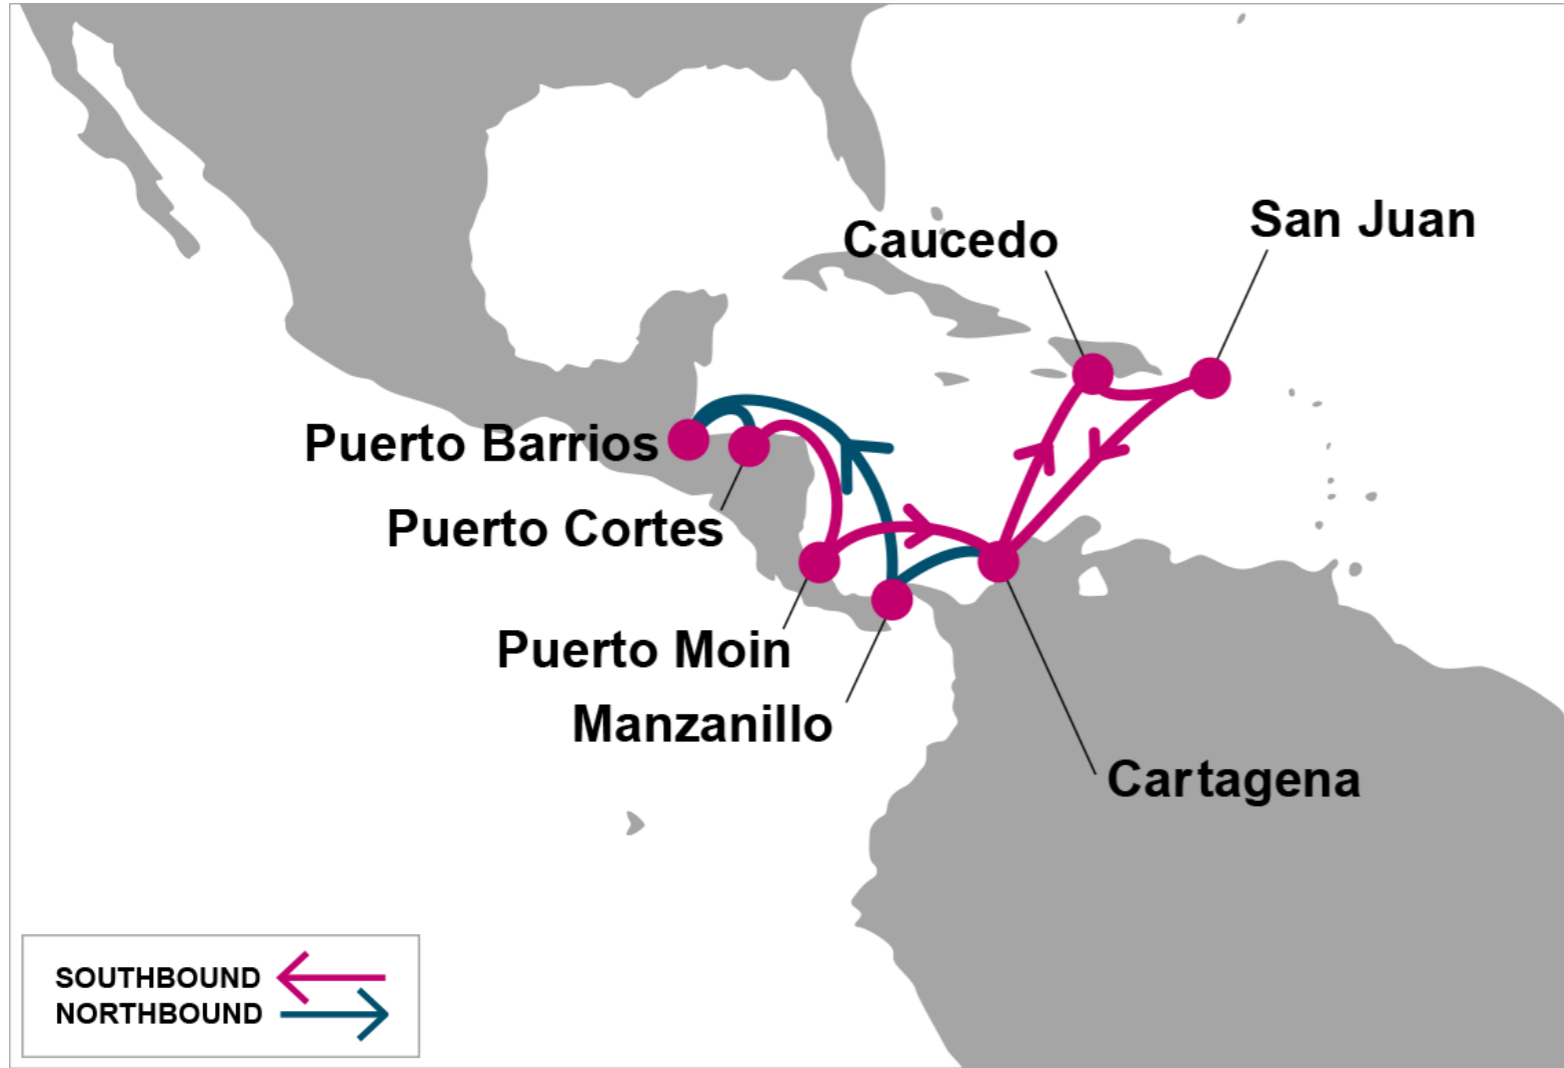 San Juan
Caucedo
Puerto Barrios
Puerto Cortes
Puerto Moin
Manzanillo
Cartagena
SOUTHBOUND
NORTHBOUND